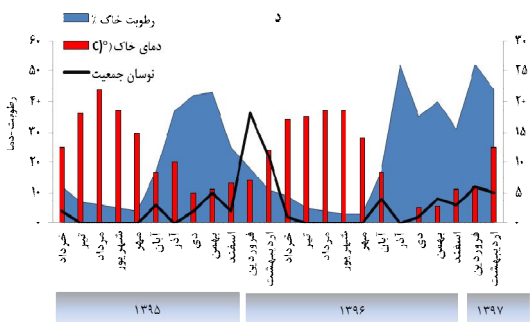 د
رطوبت خاک ٪
دمای خاک (°C)
نوسان جمعیت
رطوبت-دما
۶۰
۵۰
۴۰
۳۰
۲۰
۱۰
۰
۳۰
۲۵
۲۰
۱۵
۱۰
۵
۰
خرداد
تیر
مرداد
شهریور
مهر
آبان
آذر
دی
بهمن
اسفند
فروردین
اردیبهشت
خرداد
تیر
مرداد
شهریور
مهر
آبان
آذر
دی
بهمن
اسفند
فروردین
اردیبهشت
۱۳۹۵
۱۳۹۶
۱۳۹۷